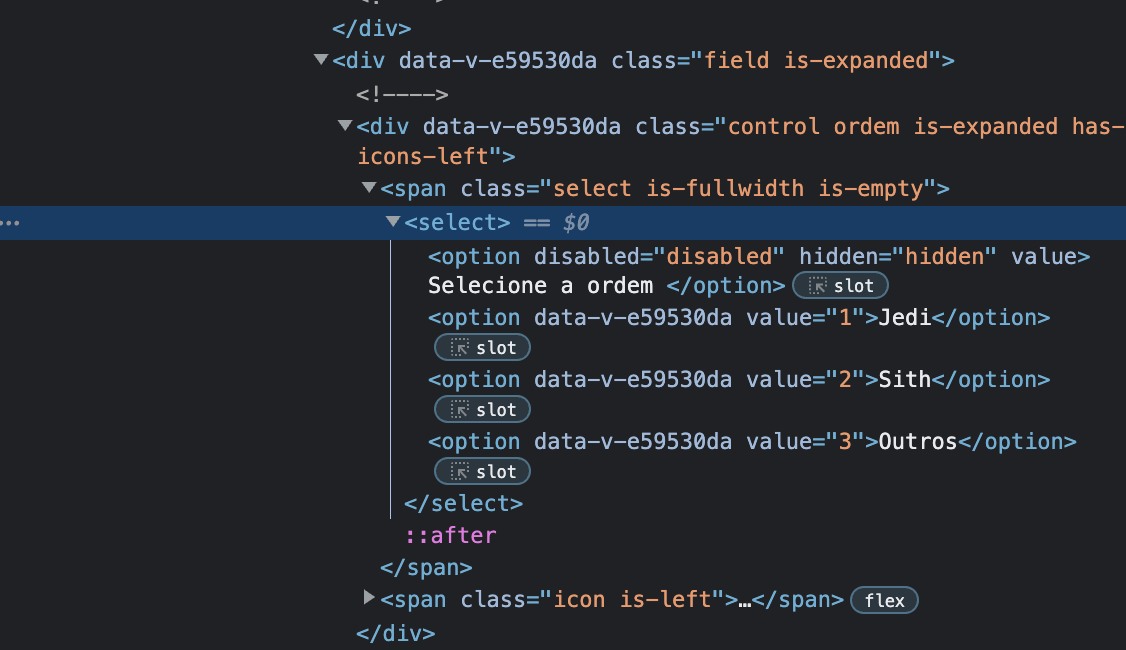 </div>
<div data-v-e59530da class="field is-expanded">
<!---->
<div data-v-e59530da class="control ordem is-expanded has-
icons-left">
<span class="select is-fullwidth is-empty">
<select> == $0
<option disabled="disabled" hidden="hidden" value>
Selecione a ordem </option> slot
<option data-v-e59530da value="1">Jedi</option>
slot
<option data-v-e59530da value="2">Sith</option>
slot
<option data-v-e59530da value="3">Outros</option>
slot
</select>
::after
</span>
<span class="icon is-left">…</span> flex
</div>